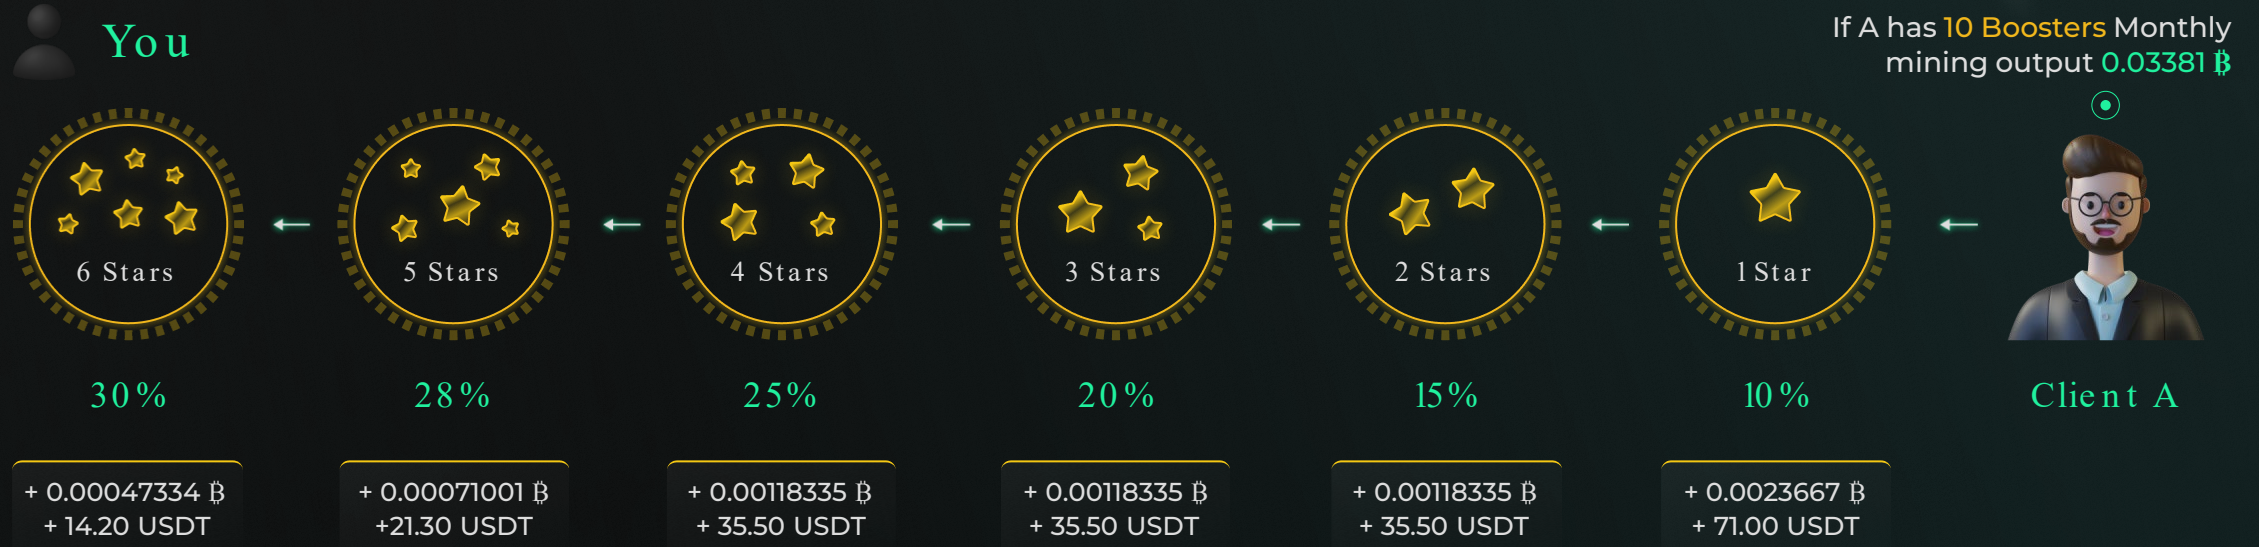 You
If A has 10 Boosters Monthly
mining output 0.03381 ₿
6 Stars
5 Stars
4 Stars
3 Stars
2 Stars
1 Star
30%
28%
25%
20%
15%
10%
Client A
+ 0.00047334 ₿
+ 14.20 USDT
+ 0.00071001 ₿
+21.30 USDT
+ 0.00118335 ₿
+ 35.50 USDT
+ 0.00118335 ₿
+ 35.50 USDT
+ 0.00118335 ₿
+ 35.50 USDT
+ 0.0023667 ₿
+ 71.00 USDT